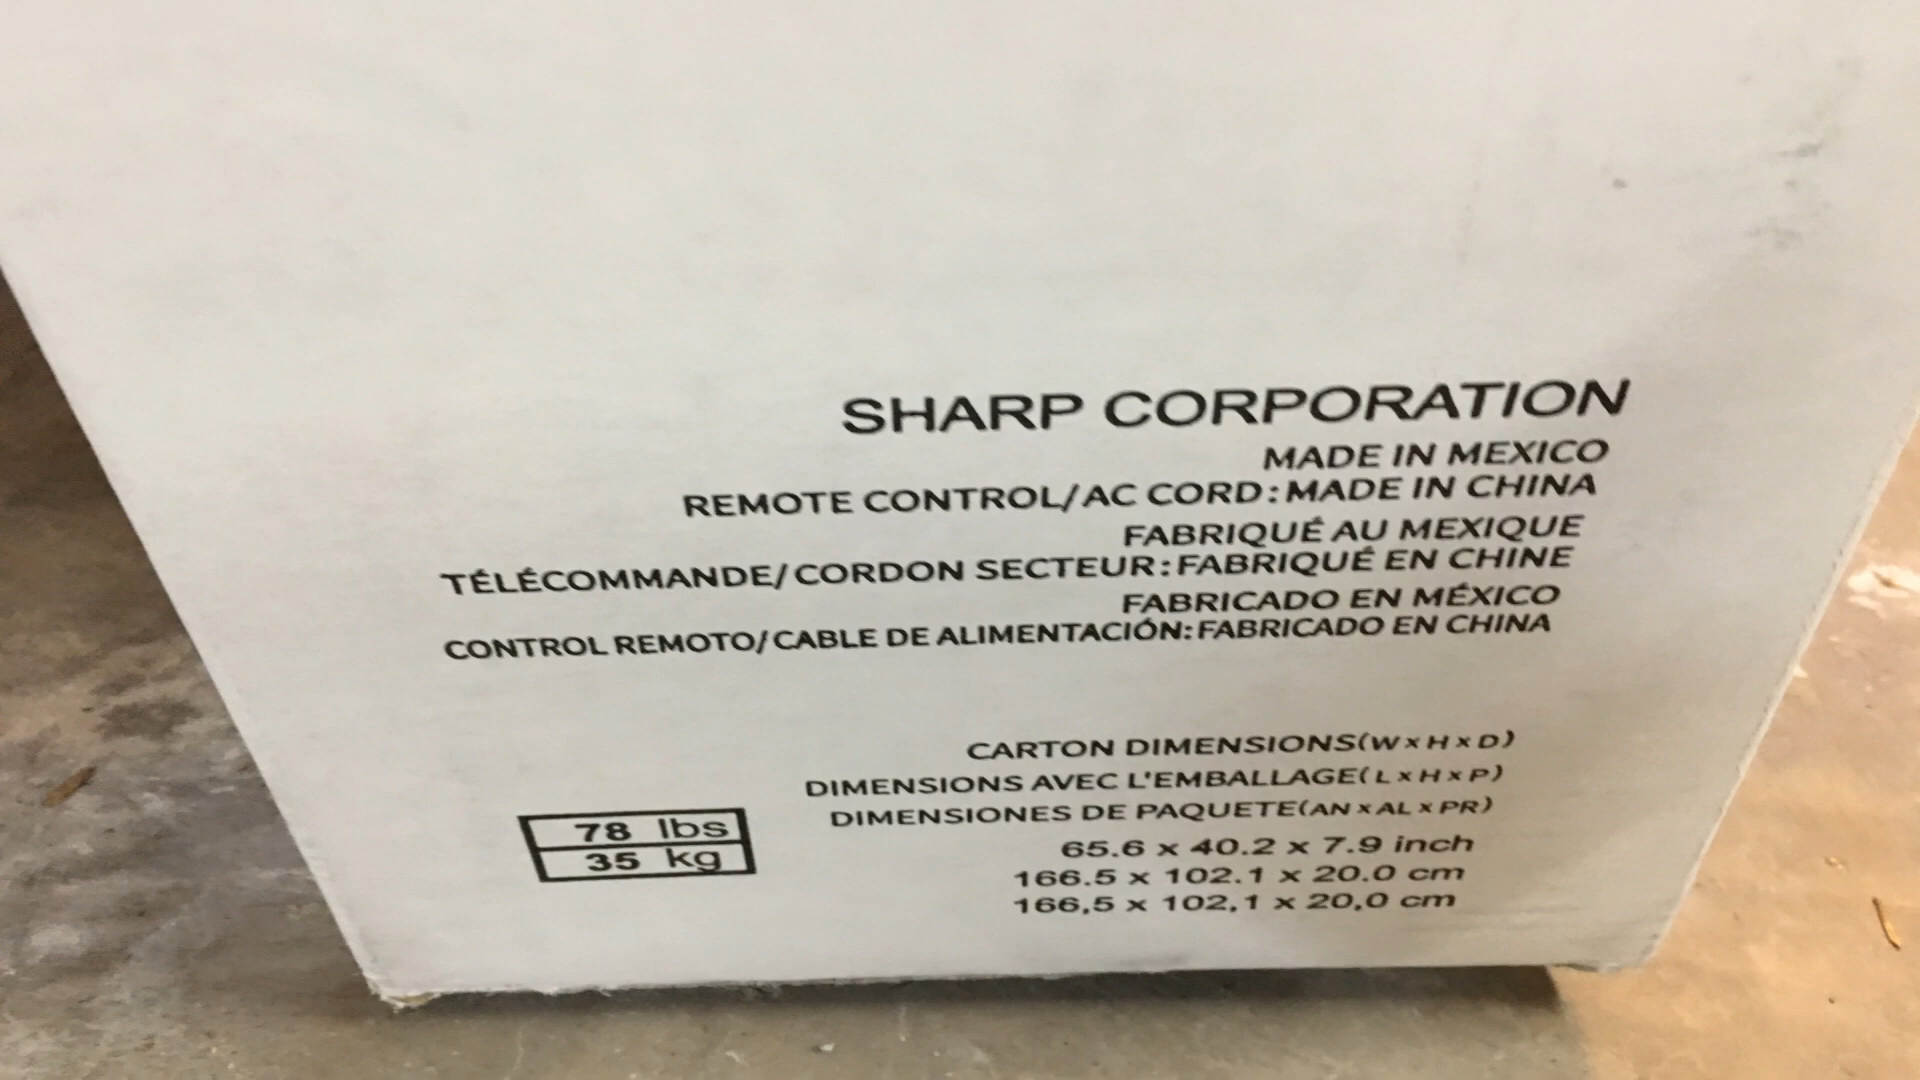 SHARP CORPORATION
MADE IN MEXICO
REMOTE CONTROL/AC CORD:MADE IN CHINA
FABRIQUÉ AU MEXIQUE
TÉLÉCOMMANDE/CORDON SECTEUR:FABRIQUÉ EN CHINE
FABRICADO EN MÉXICO
CONTROL REMOTO/CABLE DE ALIMENTACIÓN:FABRICADO EN CHINA
CARTON DIMENSIONS(W x H x D)
DIMENSIONS AVEC L'EMBALLAGE(L x H x P)
DIMENSIONES DE PAQUETE(AN x AL x PR)
65.6 x 40.2 x 7.9 inch
166.5 x 102.1 x 20.0 cm
166,5 x 102,1 x 20,0 cm
78 lbs
35 kg